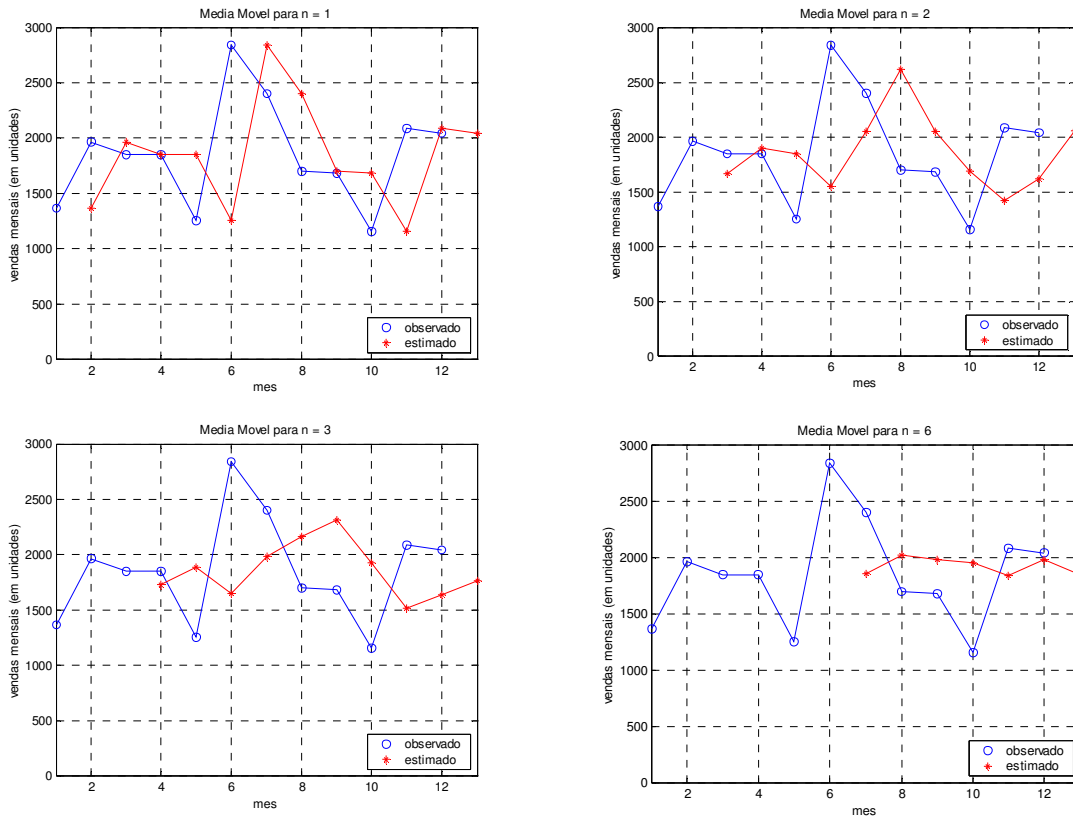 Media Movel para n = 1
3000
2500
2000
1500
1000
500
0
vendas mensais (em unidades)
2 4 6 8 10 12
mes
observado
estimado
Media Movel para n = 2
3000
2500
2000
1500
1000
500
0
vendas mensais (em unidades)
2 4 6 8 10 12
mes
observado
estimado
Media Movel para n = 3
3000
2500
2000
1500
1000
500
0
vendas mensais (em unidades)
2 4 6 8 10 12
mes
observado
estimado
Media Movel para n = 6
3000
2500
2000
1500
1000
500
0
vendas mensais (em unidades)
2 4 6 8 10 12
mes
observado
estimado